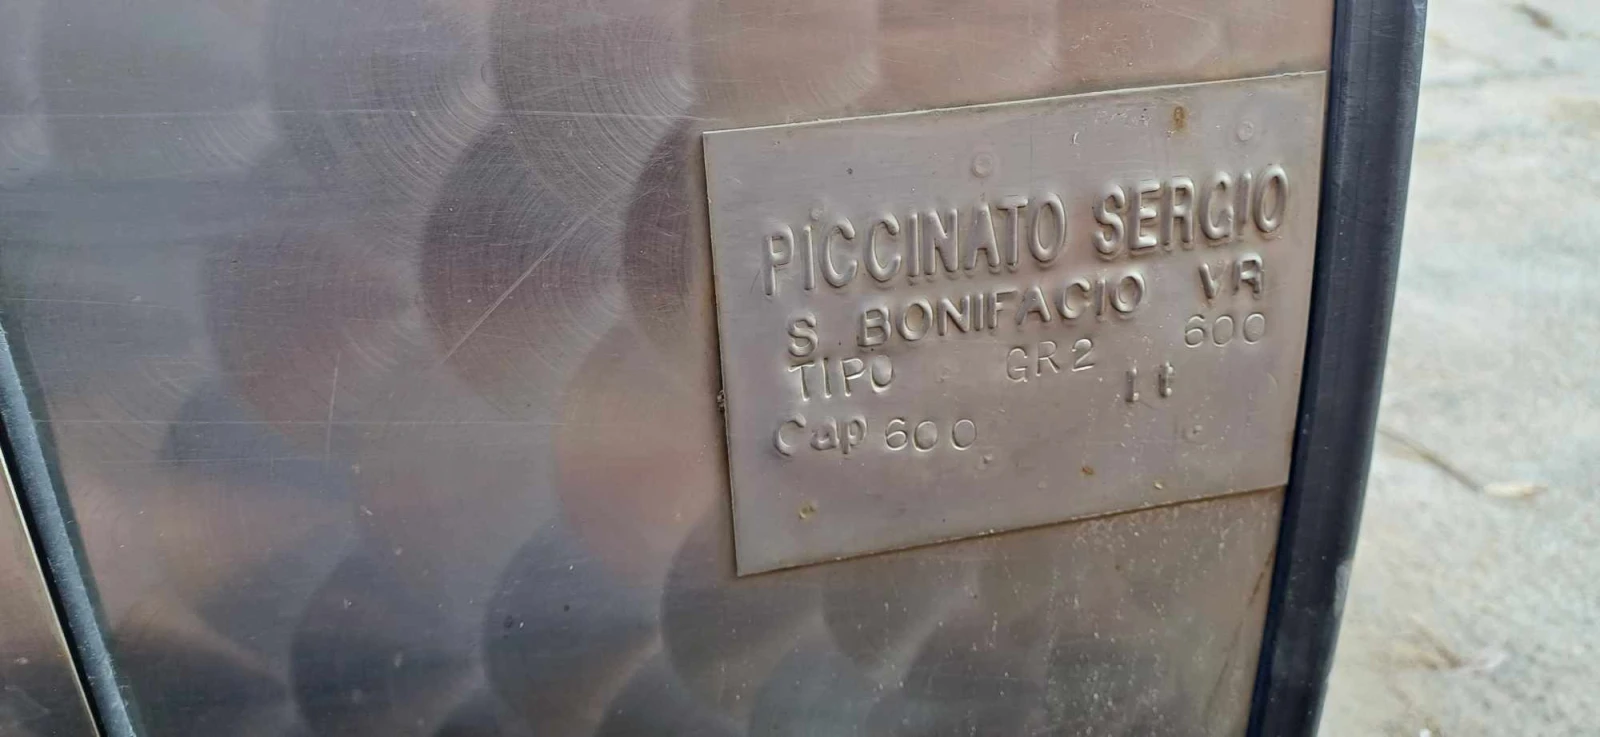 PICCINATO SERGIO
S. BONIFACIO VR
TIPO GR2 600
Cap 600 lt